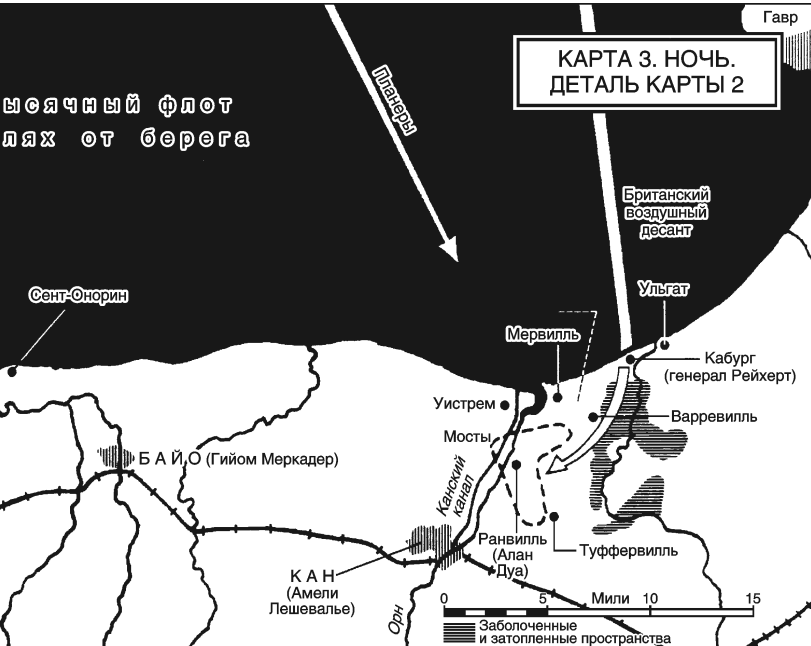 Гавр
КАРТА 3. НОЧЬ.
ДЕТАЛЬ КАРТЫ 2
Планеры
ысячный флот
лях от берега
Британский
воздушный
десант
Сент-Онорин
Ульгат
Мервилль
Кабург
(генерал Рейхерт)
Уистрем
Варревилль
Мосты
БАЙО (Гийом Меркадер)
Канский
канал
Ранвилль
(Алан
Дуа)
Туффервилль
КАН
(Амели
Лешевалье)
Орн
0 5 Мили 10 15
Заболоченные
и затопленные пространства